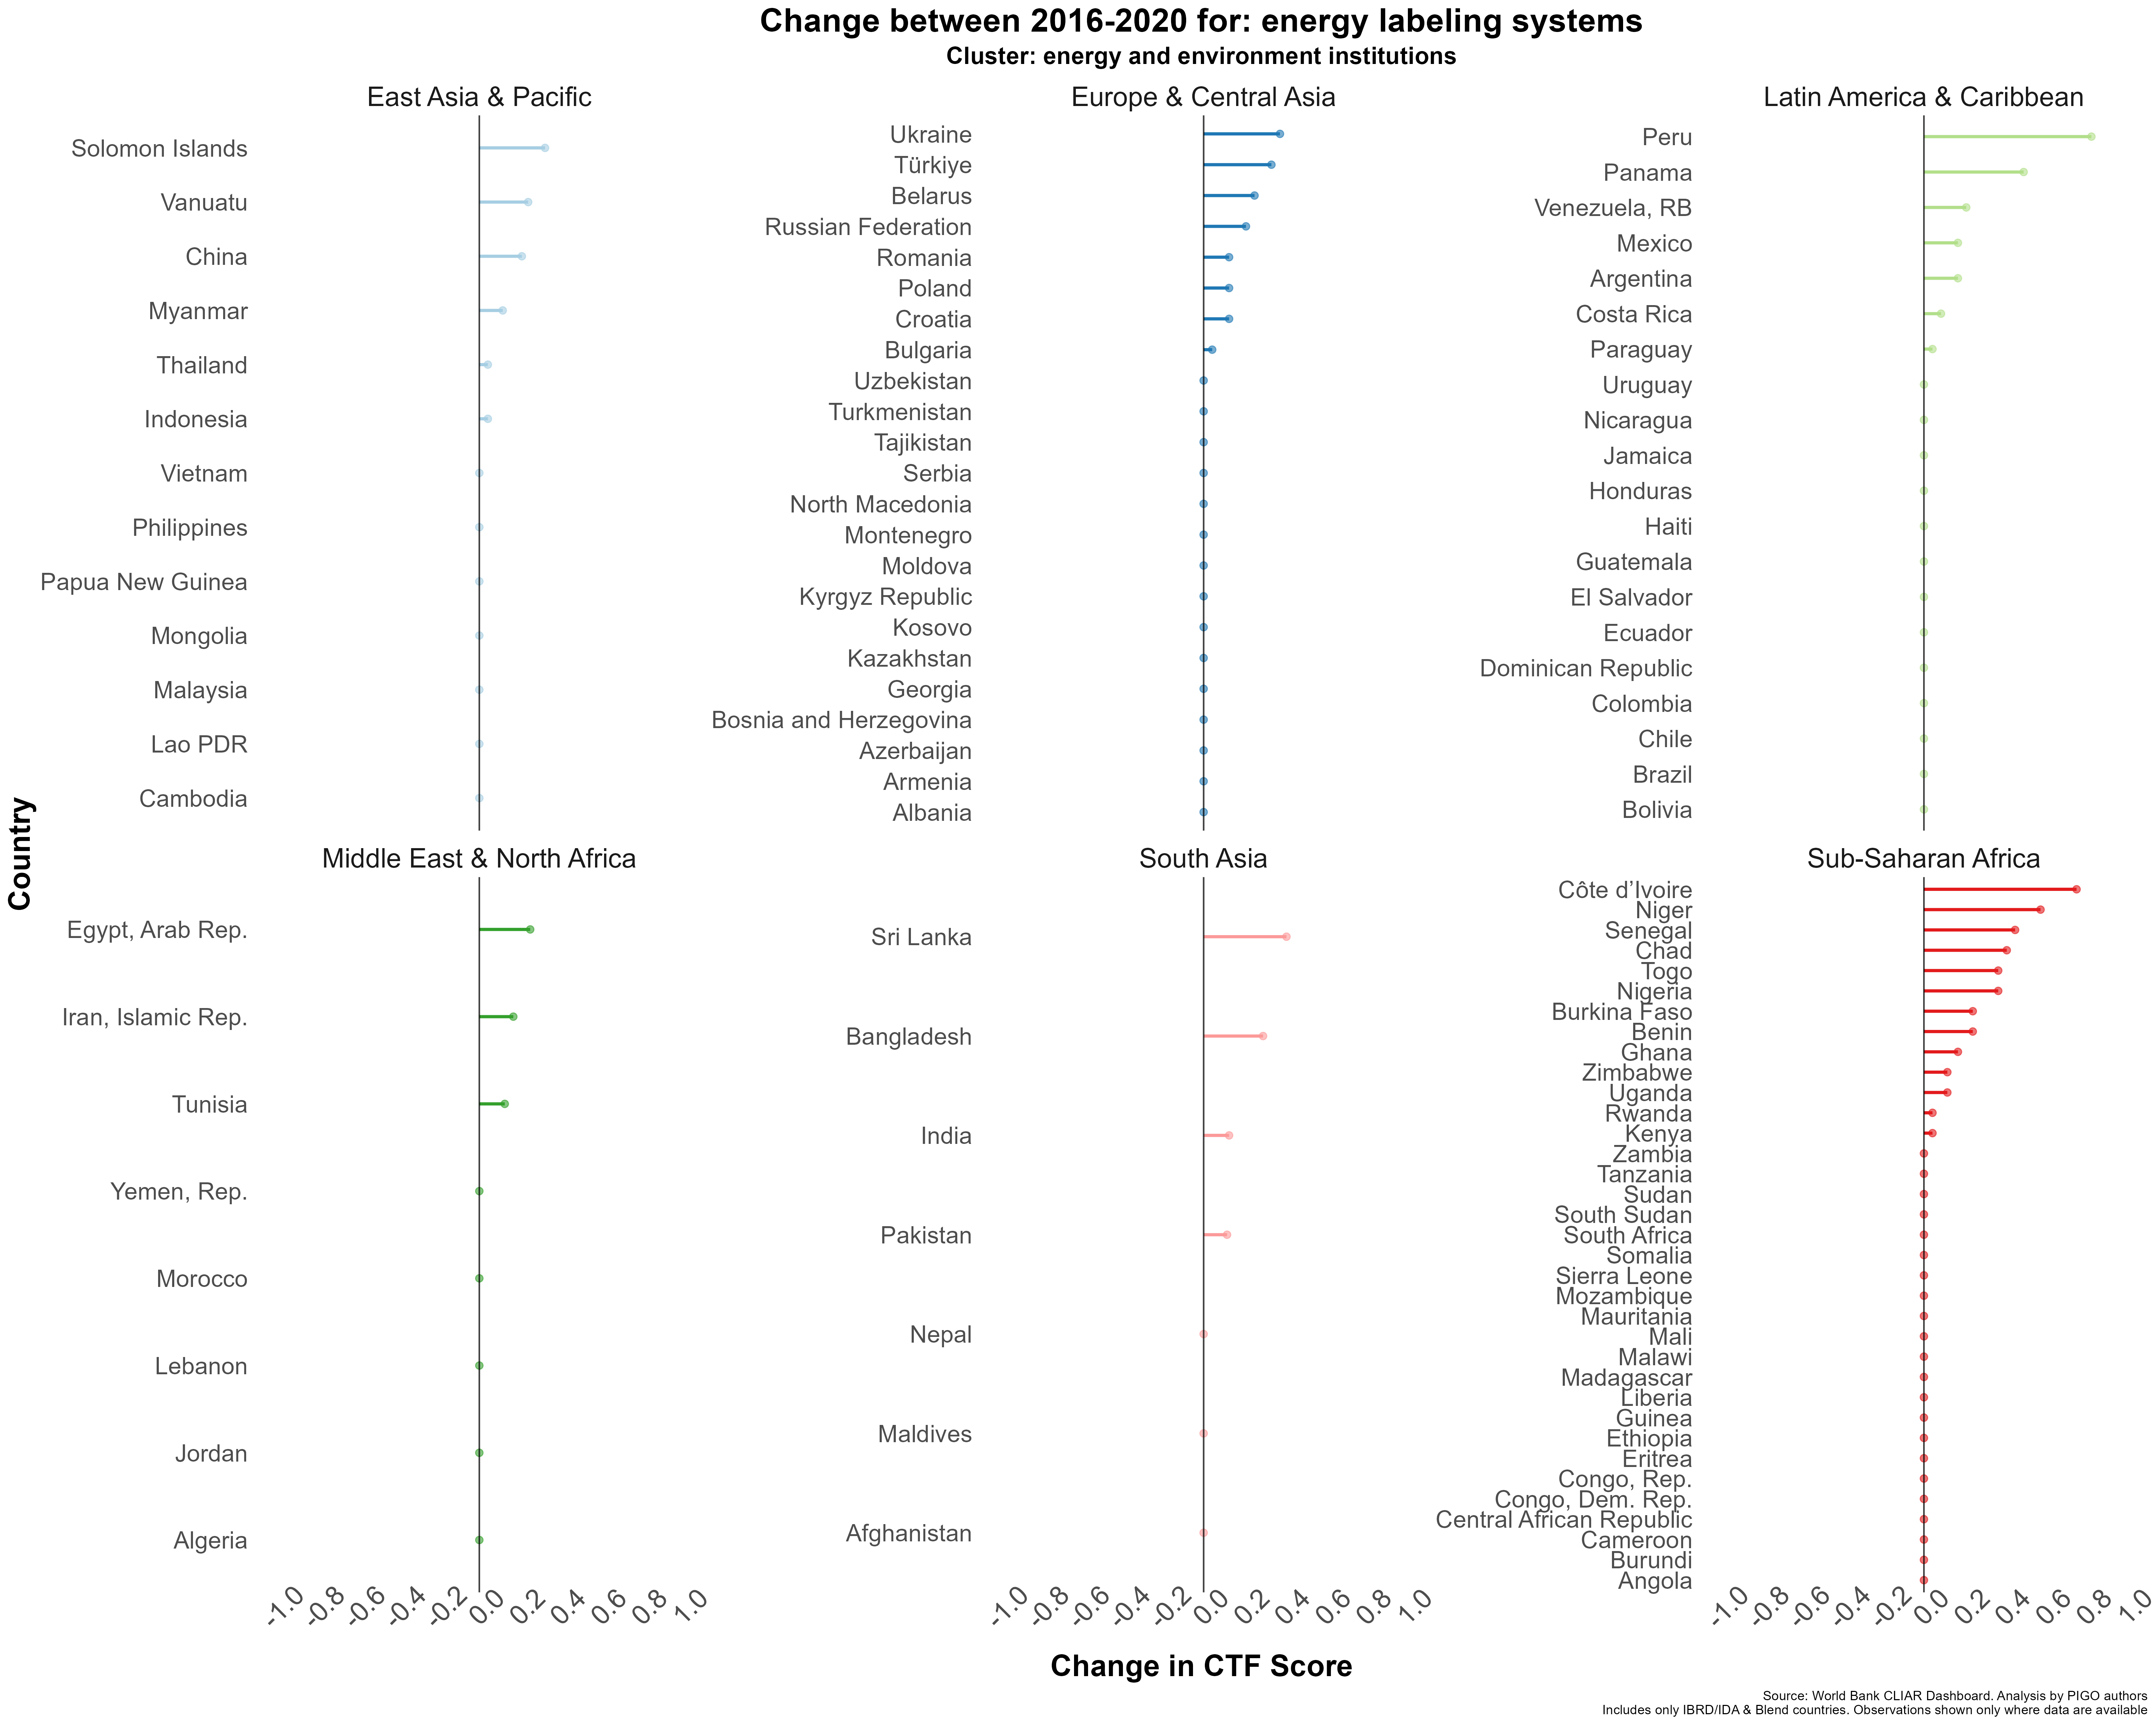 Change between 2016-2020 for: energy labeling systems
Cluster: energy and environment institutions
East Asia & Pacific
Solomon Islands
Vanuatu
China
Myanmar
Thailand
Indonesia
Vietnam
Philippines
Papua New Guinea
Mongolia
Malaysia
Lao PDR
Cambodia
Europe & Central Asia
Ukraine
Türkiye
Belarus
Russian Federation
Romania
Poland
Croatia
Bulgaria
Uzbekistan
Turkmenistan
Tajikistan
Serbia
North Macedonia
Montenegro
Moldova
Kyrgyz Republic
Kosovo
Kazakhstan
Georgia
Bosnia and Herzegovina
Azerbaijan
Armenia
Albania
Latin America & Caribbean
Peru
Panama
Venezuela, RB
Mexico
Argentina
Costa Rica
Paraguay
Uruguay
Nicaragua
Jamaica
Honduras
Haiti
Guatemala
El Salvador
Ecuador
Dominican Republic
Colombia
Chile
Brazil
Bolivia
Country
Middle East & North Africa
Egypt, Arab Rep.
Iran, Islamic Rep.
Tunisia
Yemen, Rep.
Morocco
Lebanon
Jordan
Algeria
-1.0 -0.8 -0.6 -0.4 -0.2 0.0 0.2 0.4 0.6 0.8 1.0
South Asia
Sri Lanka
Bangladesh
India
Pakistan
Nepal
Maldives
Afghanistan
-1.0 -0.8 -0.6 -0.4 -0.2 0.0 0.2 0.4 0.6 0.8 1.0
Sub-Saharan Africa
Côte d’Ivoire
Niger
Senegal
Chad
Togo
Nigeria
Burkina Faso
Benin
Ghana
Zimbabwe
Uganda
Rwanda
Kenya
Zambia
Tanzania
Sudan
South Sudan
South Africa
Somalia
Sierra Leone
Mozambique
Mauritania
Mali
Malawi
Madagascar
Liberia
Guinea
Ethiopia
Eritrea
Congo, Rep.
Congo, Dem. Rep.
Central African Republic
Cameroon
Burundi
Angola
-1.0 -0.8 -0.6 -0.4 -0.2 0.0 0.2 0.4 0.6 0.8 1.0
Change in CTF Score
Source: World Bank CLIAR Dashboard. Analysis by PIGO authors
Includes only IBRD/IDA & Blend countries. Observations shown only where data are available